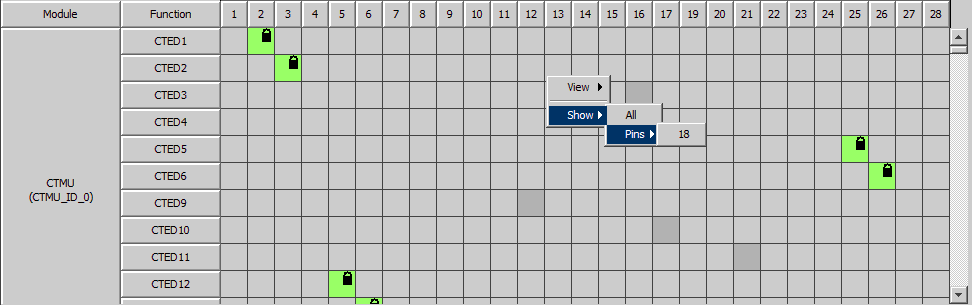 Module Function 1 2 3 4 5 6 7 8 9 10 11 12 13 14 15 16 17 18 19 20 21 22 23 24 25 26 27 28
CTED1
CTED2
View
CTED3
Show All
CTED4
Pins 18
CTED5
CTED6
CTMU
(CTMU_ID_0)
CTED9
CTED10
CTED11
CTED12